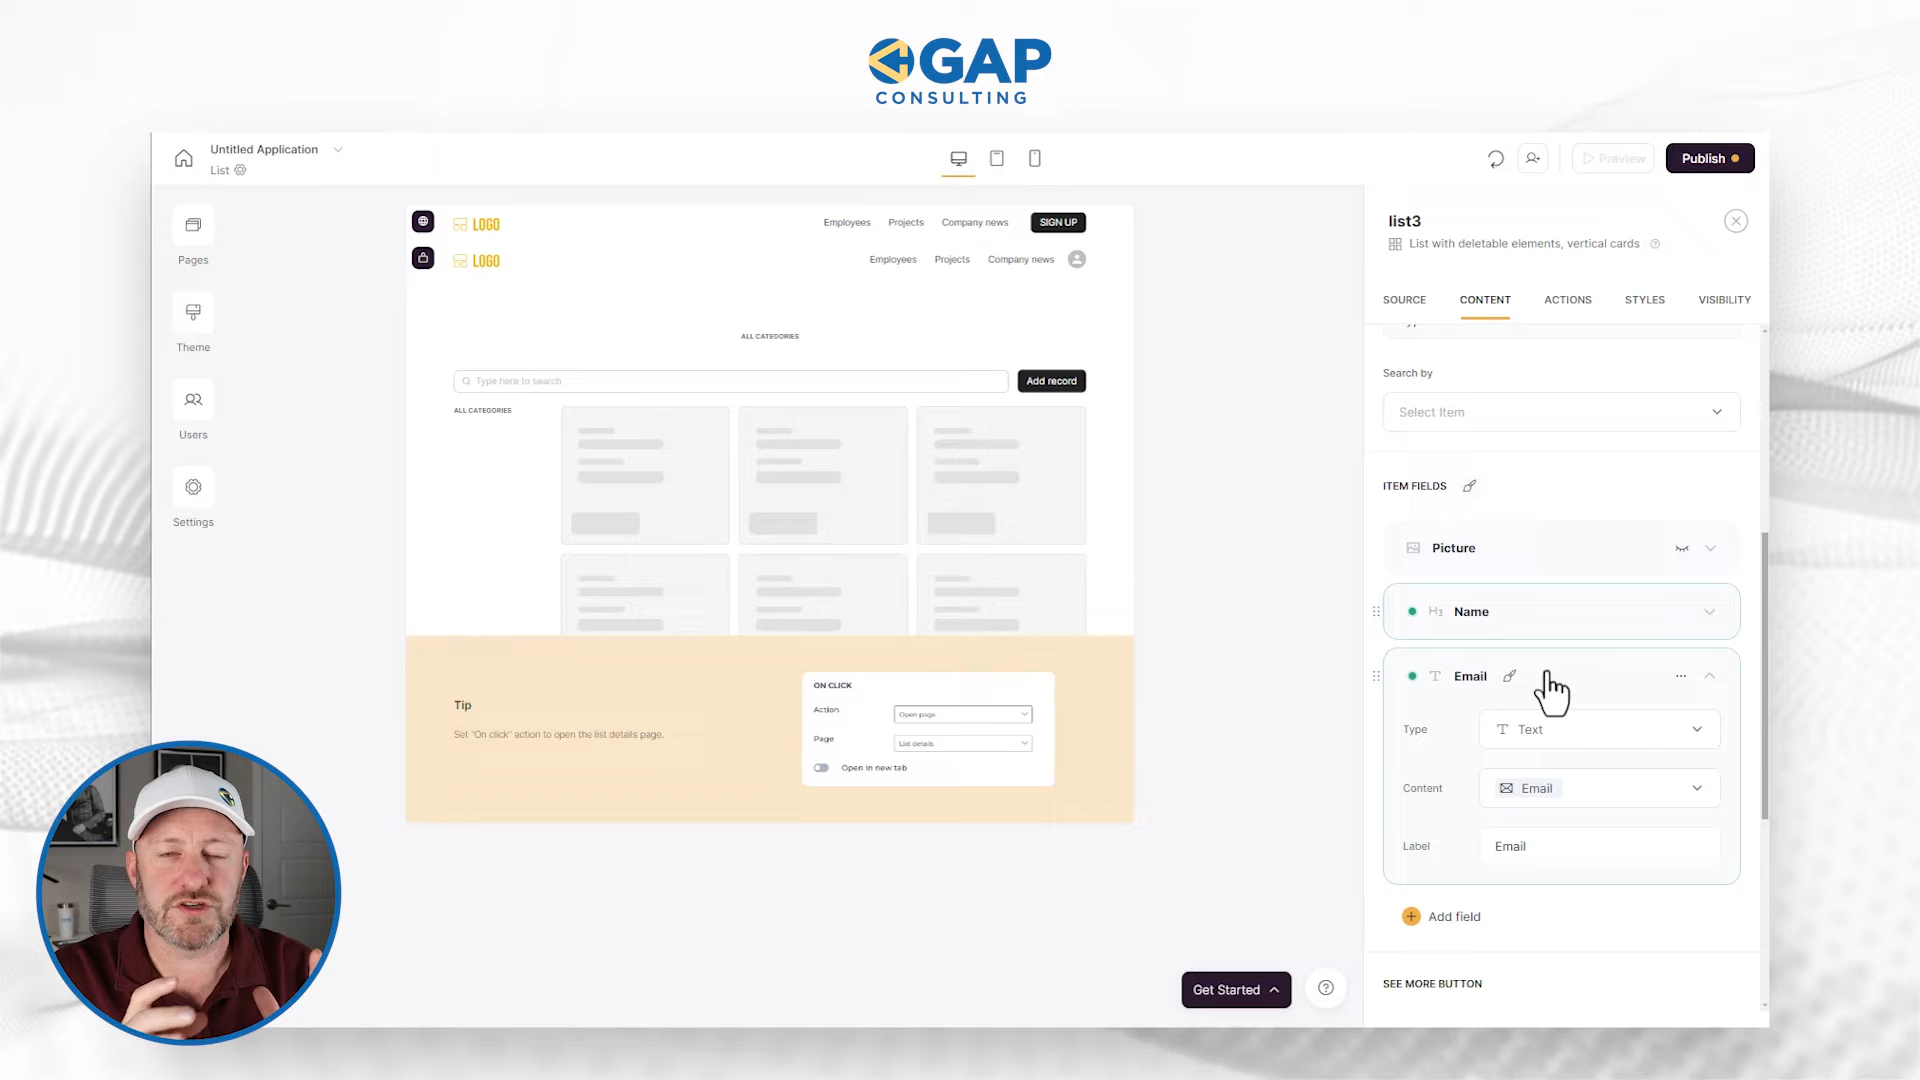 GAP
CONSULTING
Untitled Application
List
Preview
Publish
Pages
Theme
Users
Settings
LOGO
Employees Projects Company news SIGN UP
LOGO
Employees Projects Company news
ALL CATEGORIES
Type here to search
Add record
ALL CATEGORIES
Tip
Set "On click" action to open the list details page.
ON CLICK
Action Open page
Page List details
Open in new tab
Get Started
list3
List with deletable elements, vertical cards
SOURCE CONTENT ACTIONS STYLES VISIBILITY
Search by
Select Item
ITEM FIELDS
Picture
H3 Name
T Email
Type T Text
Content Email
Label Email
Add field
SEE MORE BUTTON